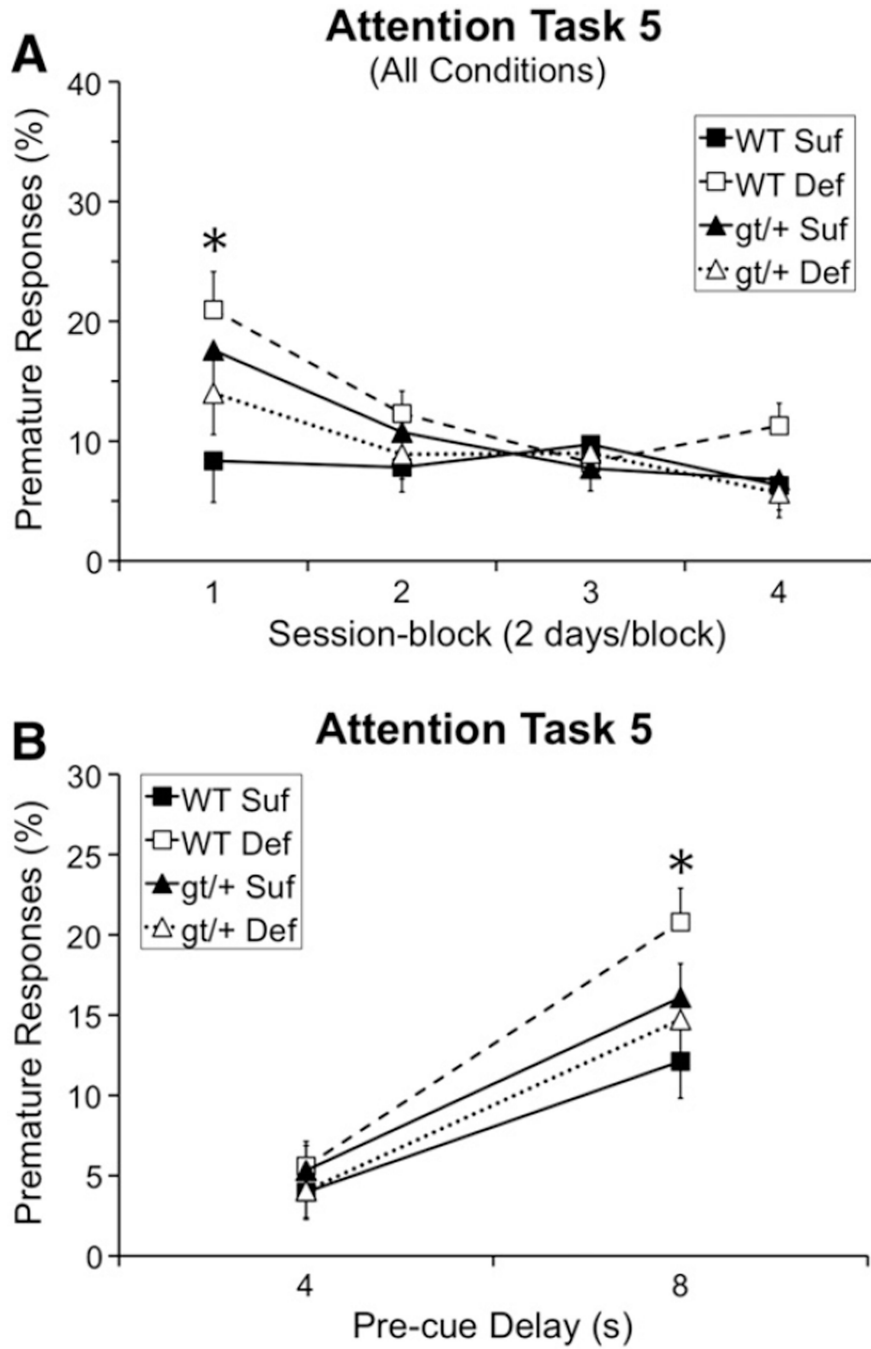 A
Attention Task 5
(All Conditions)
Premature Responses (%)
40
30
20
10
0
*
WT Suf
WT Def
gt/+ Suf
gt/+ Def
1 2 3 4
Session-block (2 days/block)
B
Attention Task 5
Premature Responses (%)
30
25
20
15
10
5
0
WT Suf
WT Def
gt/+ Suf
gt/+ Def
*
4 8
Pre-cue Delay (s)